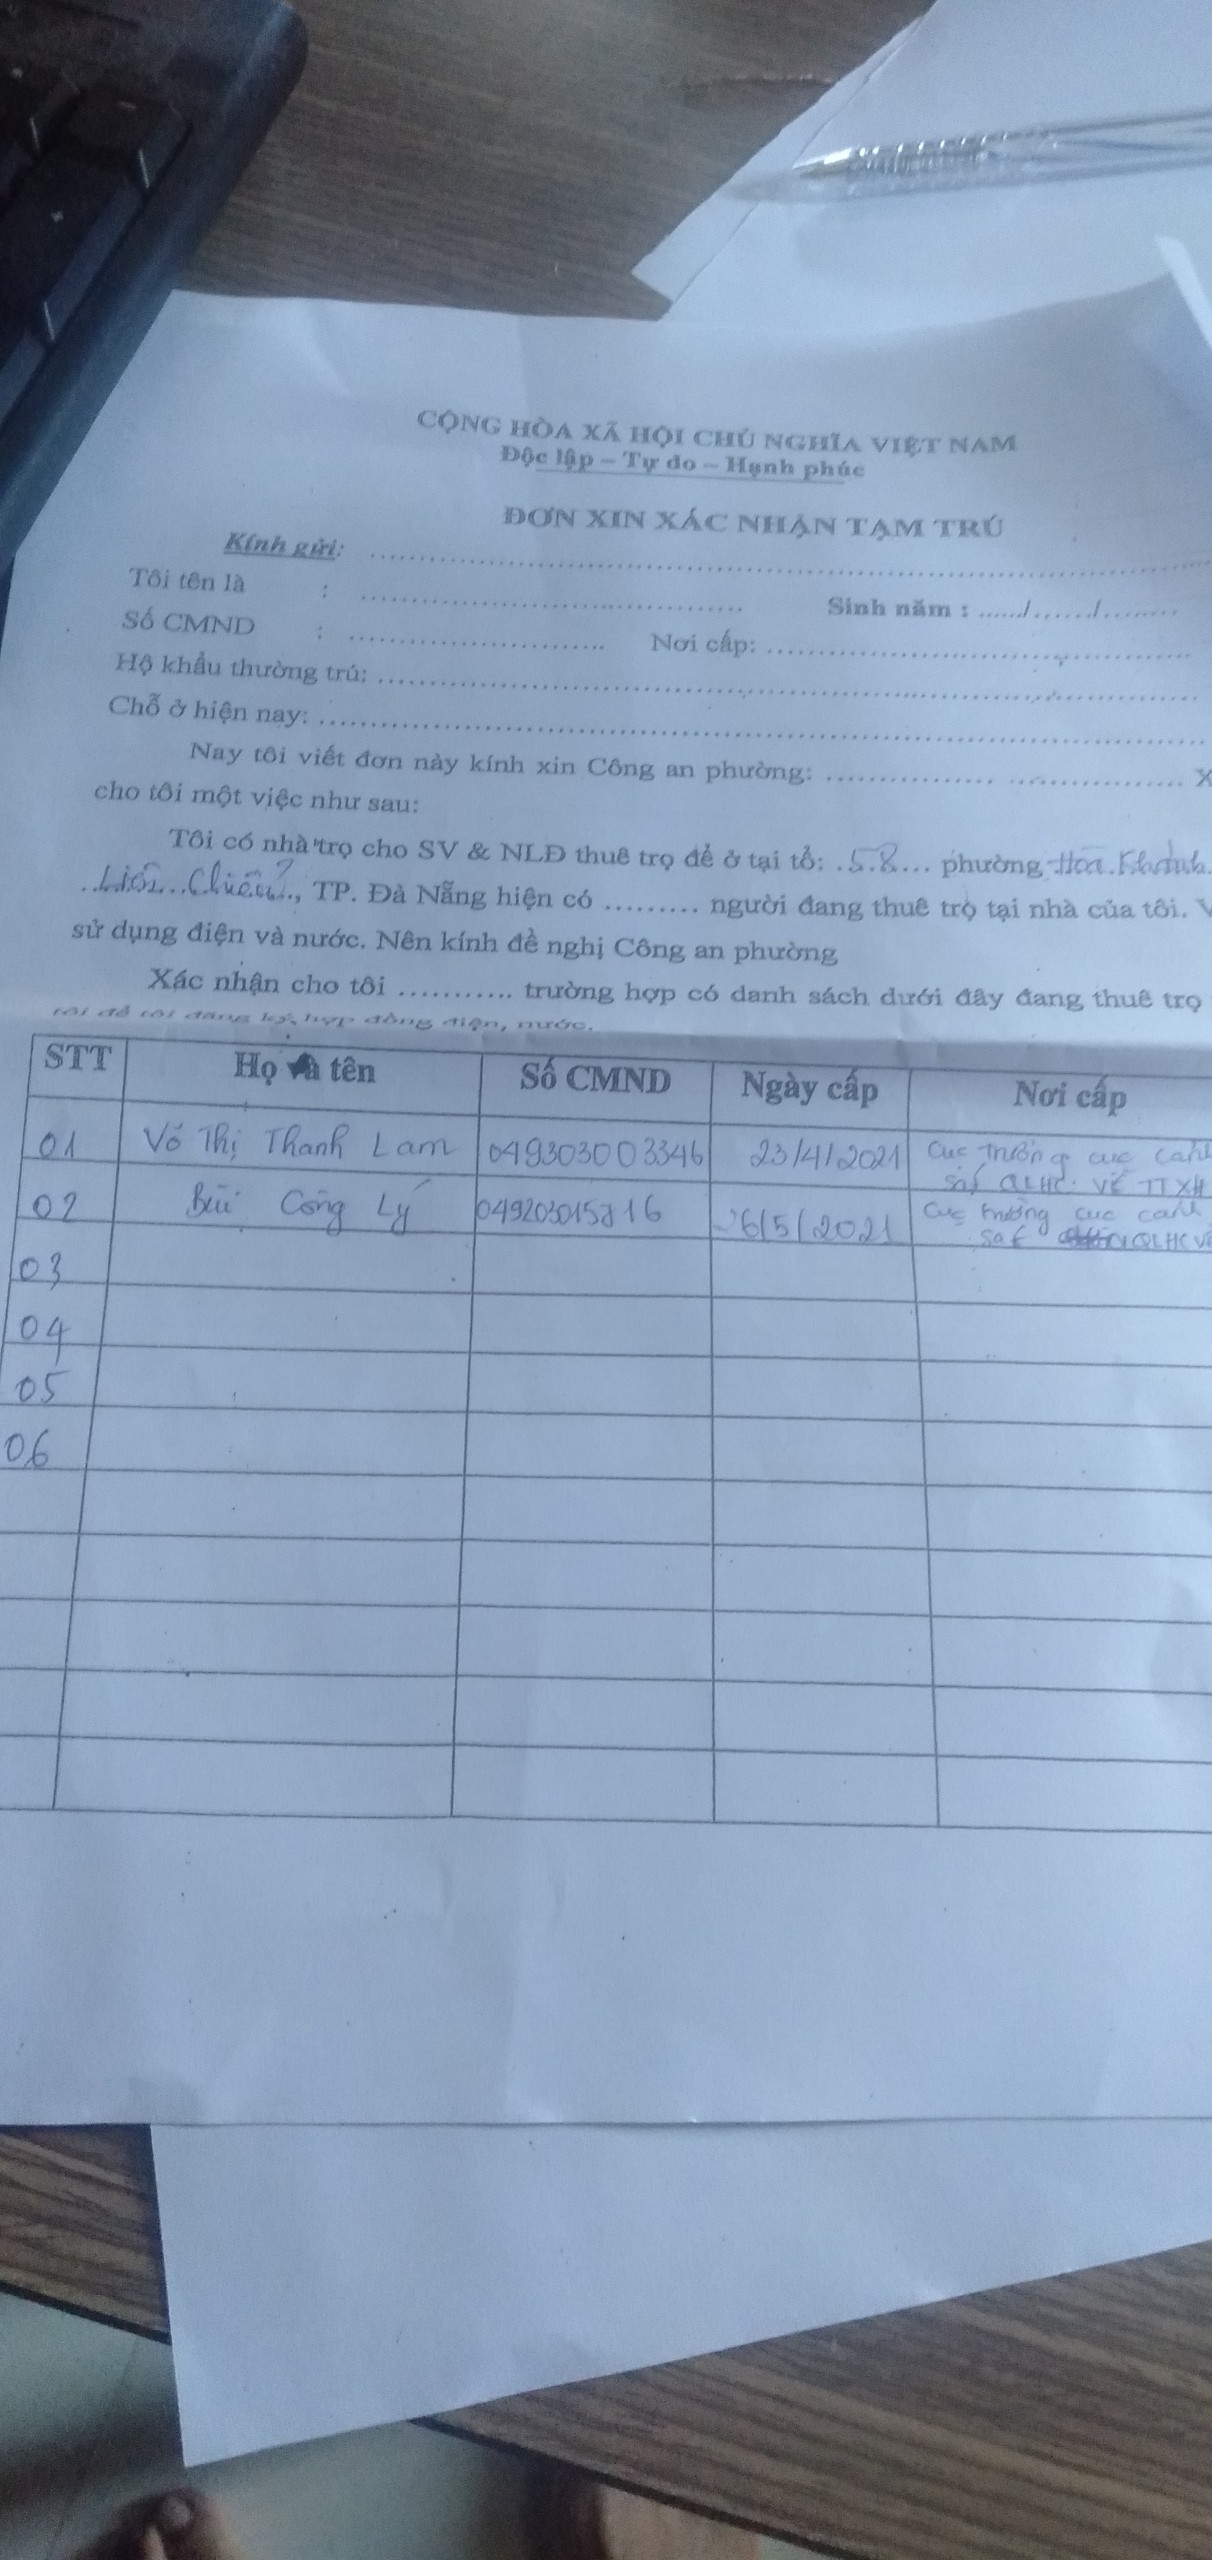 CỘNG HÒA XÃ HỘI CHỦ NGHĨA VIỆT NAM
Độc lập – Tự do – Hạnh phúc
ĐƠN XIN XÁC NHẬN TẠM TRÚ
Kính gửi: ..........
Tôi tên là : .......... Sinh năm : ....../......./........
Số CMND : .......... Nơi cấp: ..........
Hộ khẩu thường trú: ..........
Chỗ ở hiện nay: ..........
Nay tôi viết đơn này kính xin Công an phường: ..........
cho tôi một việc như sau:
Tôi có nhà trọ cho SV & NLĐ thuê trọ để ở tại tổ: .58... phường Hòa Khánh
Liên Chiểu, TP. Đà Nẵng hiện có ......... người đang thuê trọ tại nhà của tôi.
sử dụng điện và nước. Nên kính đề nghị Công an phường
Xác nhận cho tôi ........... trường hợp có danh sách dưới đây đang thuê trọ
tôi để tôi đăng ký hợp đồng điện, nước.
STT Họ và tên Số CMND Ngày cấp Nơi cấp
01 Võ Thị Thanh Lam 049303003346 23/4/2021 Cục trưởng cục cảnh
sát QLHC VỀ TTXH
02 Bùi Công Lý 049203015816 6/5/2021 Cục trưởng cục cảnh
sát QLHC
03
04
05
06